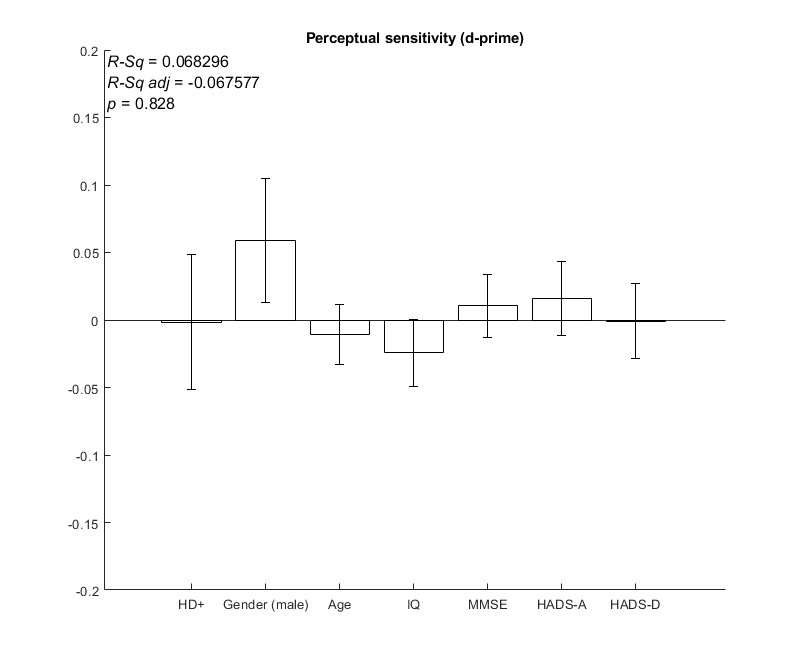 Perceptual sensitivity (d-prime)
R-Sq = 0.068296
R-Sq adj = -0.067577
p = 0.828
0.2
0.15
0.1
0.05
0
-0.05
-0.1
-0.15
-0.2
HD+ Gender (male) Age IQ MMSE HADS-A HADS-D